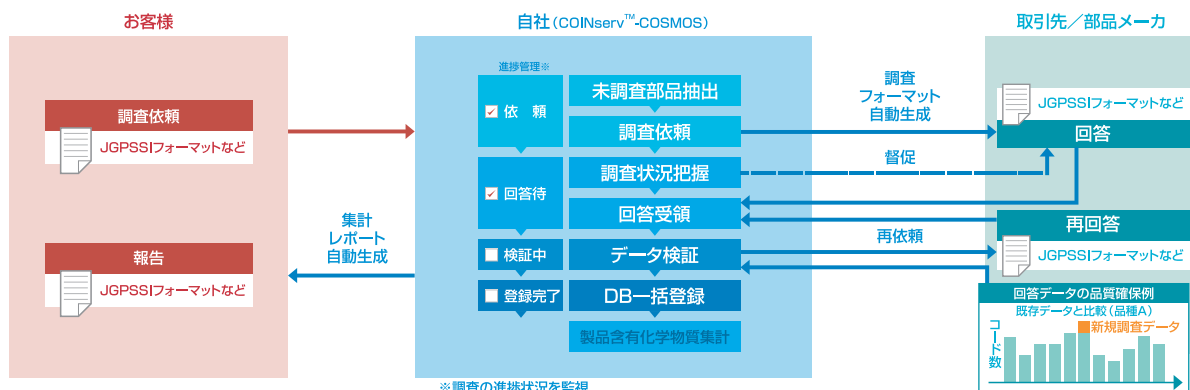 お客様
調査依頼
JGPSSIフォーマットなど
報告
JGPSSIフォーマットなど
集計
レポート
自動生成
自社(COINserv™-COSMOS)
進捗管理※
依 頼
回答待
検証中
登録完了
未調査部品抽出
調査依頼
調査状況把握
回答受領
データ検証
DB一括登録
製品含有化学物質集計
※調査の進捗状況を監視
調査
フォーマット
自動生成
督促
再依頼
取引先/部品メーカ
JGPSSIフォーマットなど
回答
再回答
JGPSSIフォーマットなど
回答データの品質確保例
既存データと比較(品種A)
新規調査データ
コード数